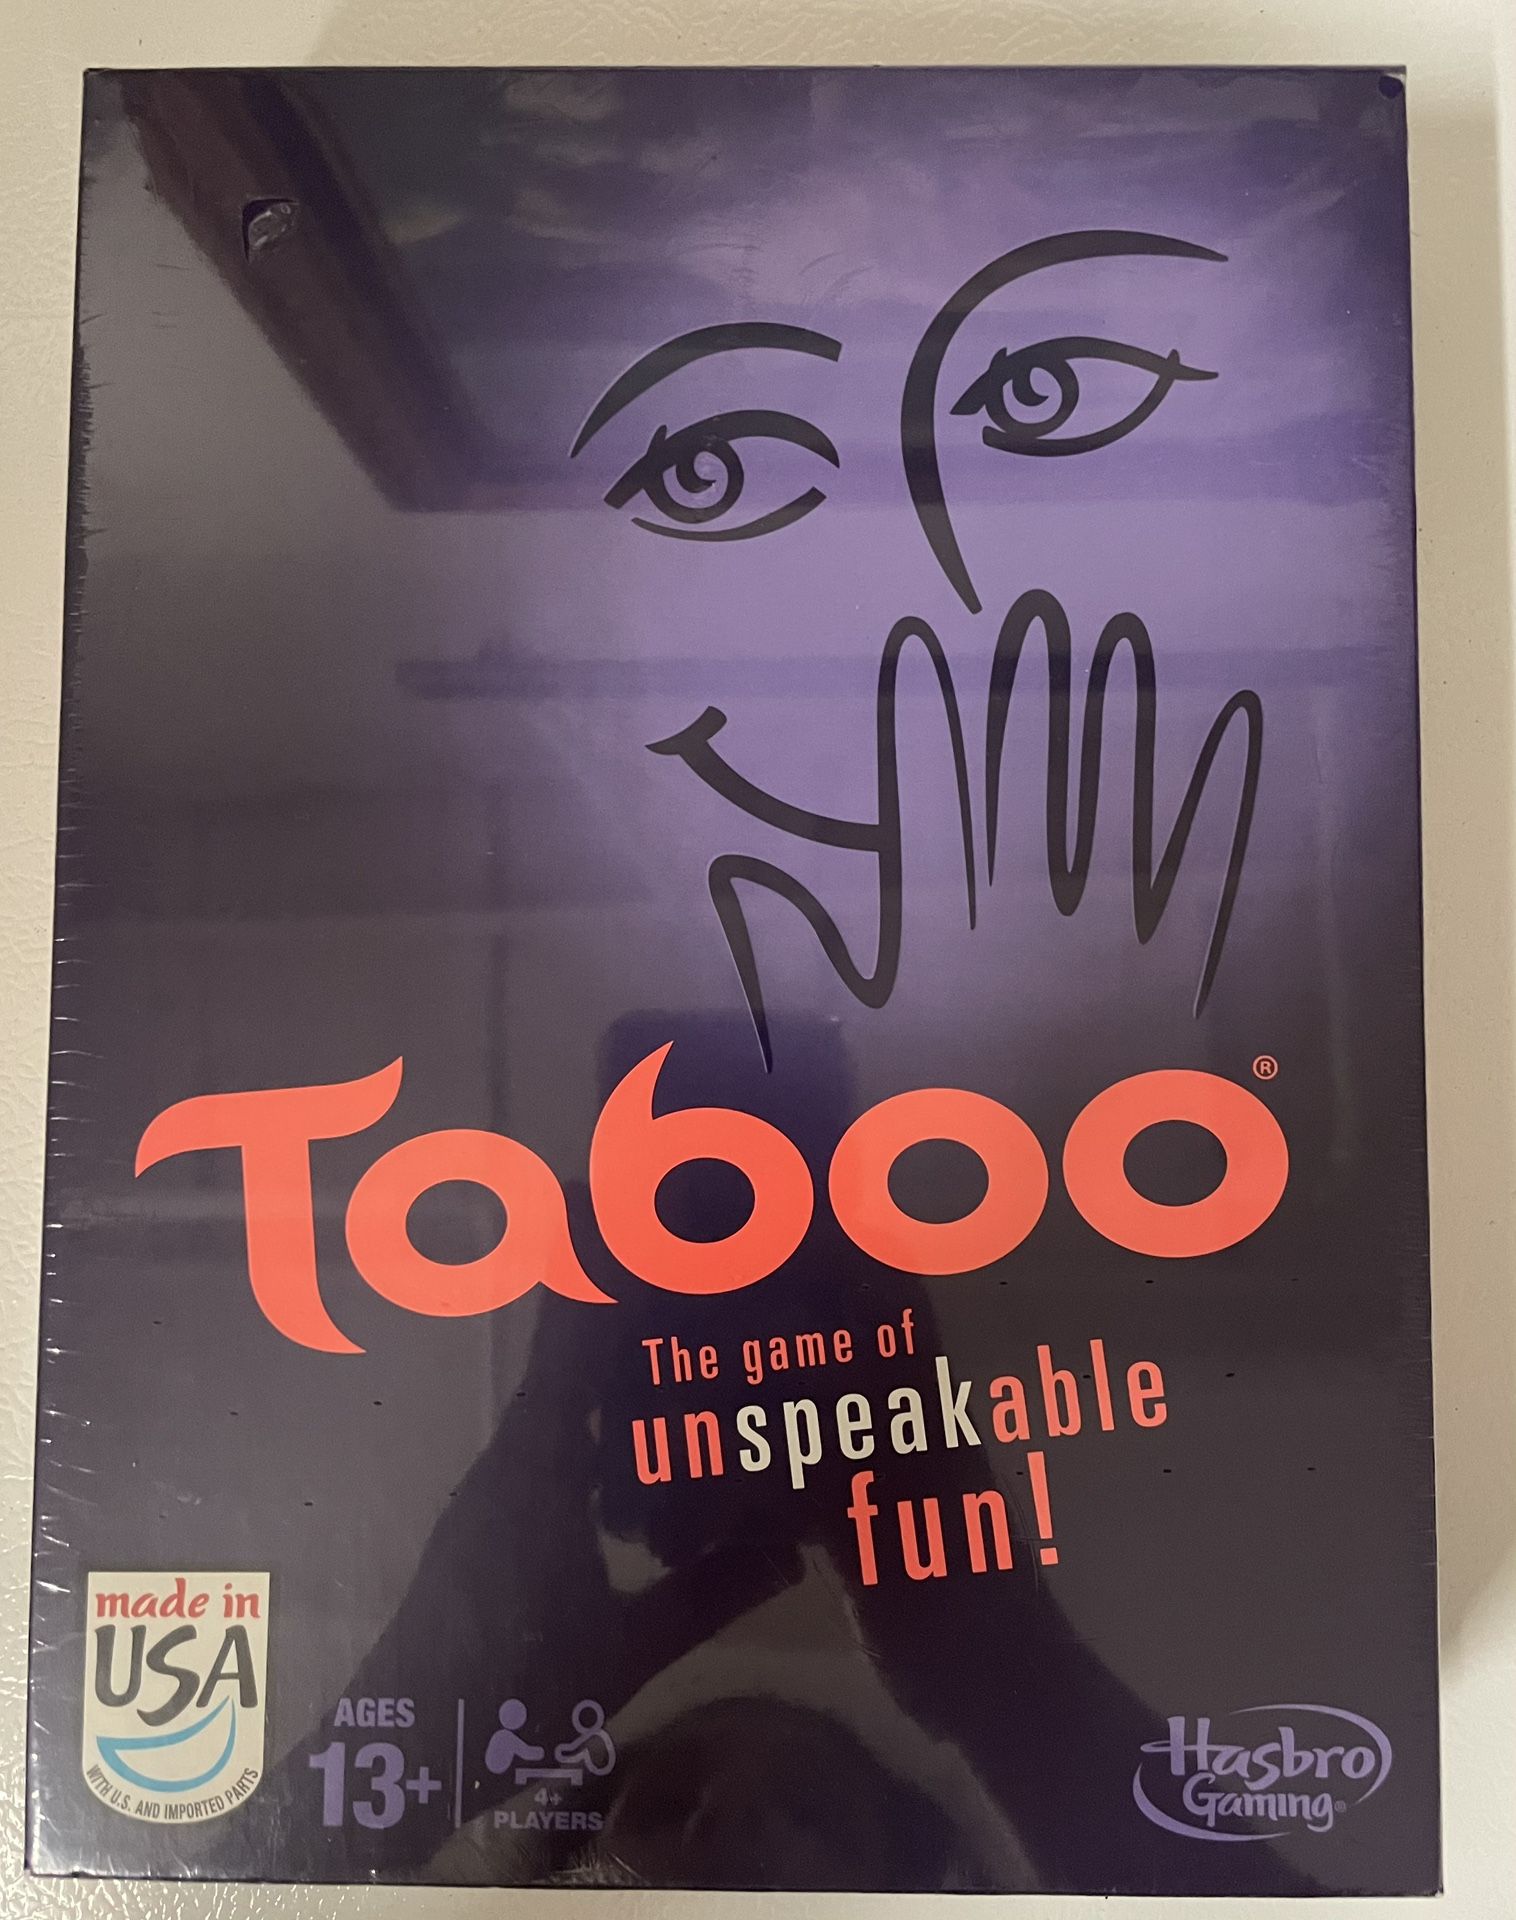 Taboo®
The game of
unspeakable
fun!
made in
USA
WITH U.S. AND IMPORTED PARTS
AGES
13+
4+
PLAYERS
Hasbro
Gaming®